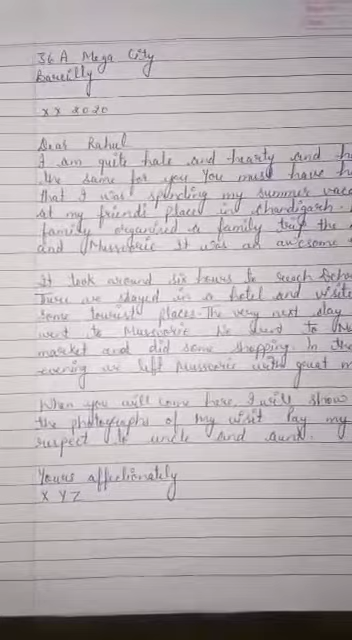 36 A Mega City
Bareilly
XX 2020
Dear Rahul
I am quite hale and hearty and
the same for you You must have
that I was spending my summer
at my friends place in Chandigarh.
family organised a family trip the
and Mussoorie It was an awesome
It took around six hours to reach
There we stayed in a hotel and
some tourist places. The very next day
went to Mussoorie We went to
market and did some shopping. In the
evening we left Mussoorie with great
When you will come here, I will show
the photographs of my visit Pay my
respect to uncle and aunt.
Yours affectionately
X Y Z